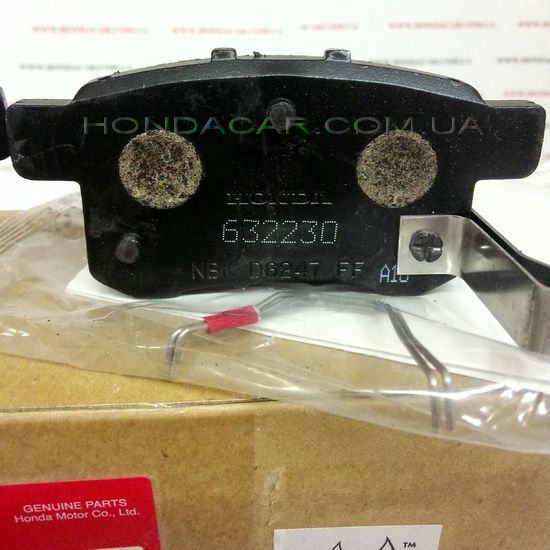 HONDACAR.COM.UA
HONDA
632230
NBK D6247 FF A10
GENUINE PARTS
Honda Motor Co., Ltd.
TM